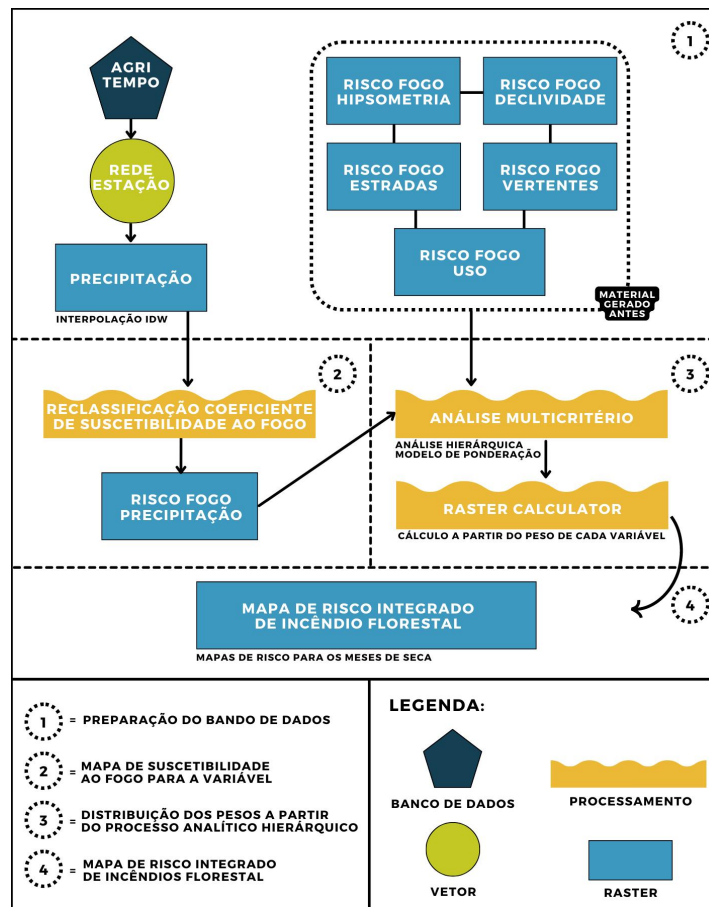 1
AGRI
TEMPO
REDE
ESTAÇÃO
PRECIPITAÇÃO
INTERPOLAÇÃO IDW
RISCO FOGO
HIPSOMETRIA
RISCO FOGO
DECLIVIDADE
RISCO FOGO
ESTRADAS
RISCO FOGO
VERTENTES
RISCO FOGO
USO
MATERIAL
GERADO
ANTES
2
RECLASSIFICAÇÃO COEFICIENTE
DE SUSCETIBILIDADE AO FOGO
RISCO FOGO
PRECIPITAÇÃO
3
ANÁLISE MULTICRITÉRIO
ANÁLISE HIERÁRQUICA
MODELO DE PONDERAÇÃO
RASTER CALCULATOR
CÁLCULO A PARTIR DO PESO DE CADA VARIÁVEL
4
MAPA DE RISCO INTEGRADO
DE INCÊNDIO FLORESTAL
MAPAS DE RISCO PARA OS MESES DE SECA
1 = PREPARAÇÃO DO BANDO DE DADOS
2 = MAPA DE SUSCETIBILIDADE
AO FOGO PARA A VARIÁVEL
3 = DISTRIBUIÇÃO DOS PESOS A PARTIR
DO PROCESSO ANALÍTICO HIERÁRQUICO
4 = MAPA DE RISCO INTEGRADO
DE INCÊNDIOS FLORESTAL
LEGENDA:
BANCO DE DADOS
PROCESSAMENTO
VETOR
RASTER